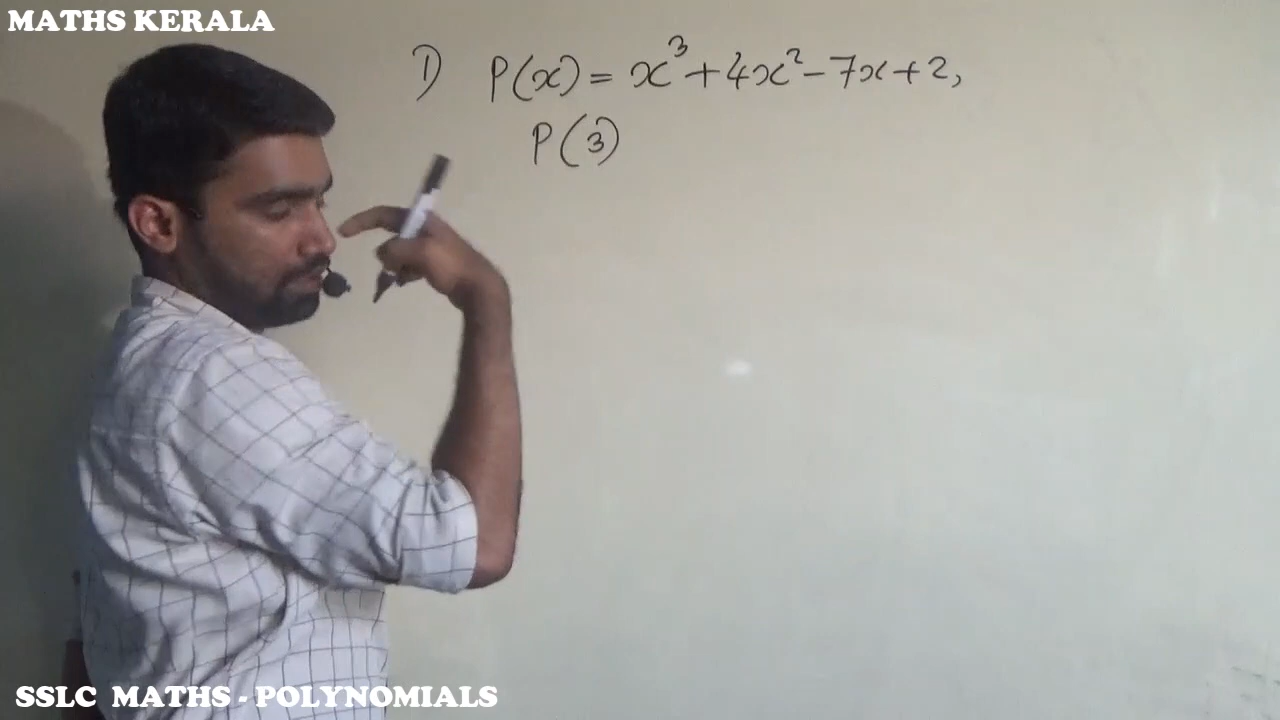 MATHS KERALA
1) P(x) = x³ + 4x² - 7x + 2,
P(3)
SSLC MATHS - POLYNOMIALS